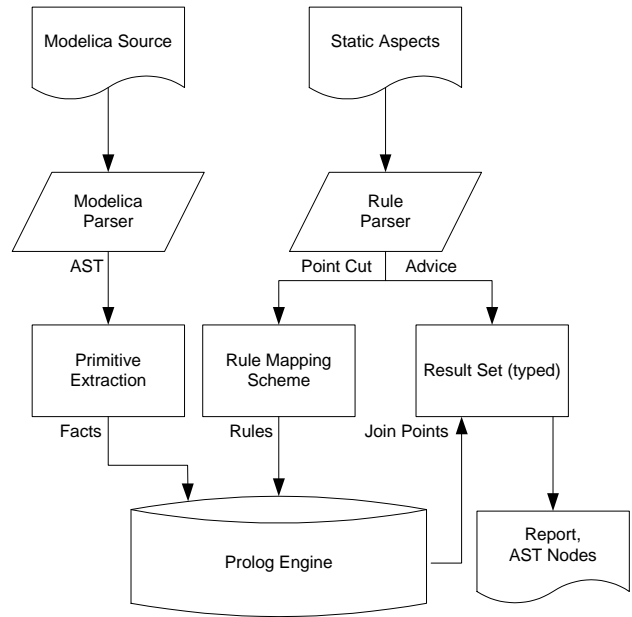 Modelica Source
Static Aspects
Modelica
Parser
Rule
Parser
AST
Point Cut
Advice
Primitive
Extraction
Rule Mapping
Scheme
Result Set (typed)
Facts
Rules
Join Points
Prolog Engine
Report,
AST Nodes